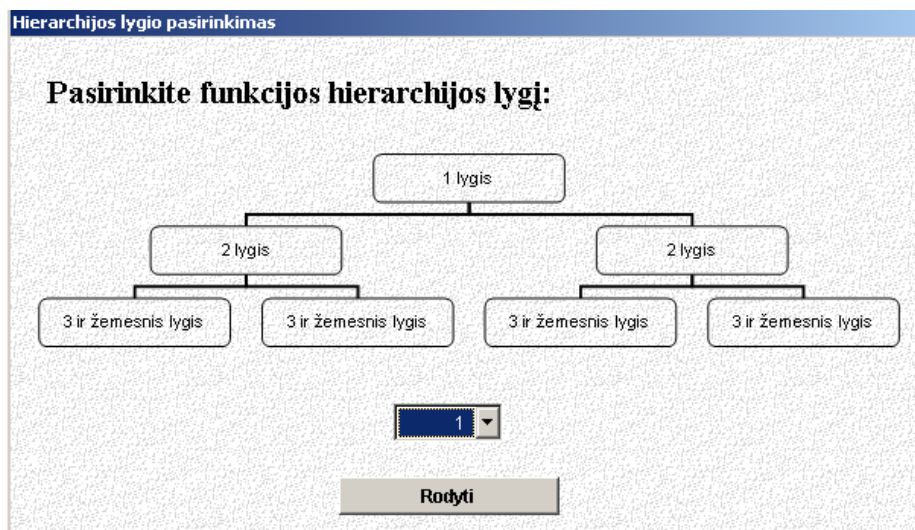 Hierarchijos lygio pasirinkimas
Pasirinkite funkcijos hierarchijos lygį:
1 lygis
2 lygis
2 lygis
3 ir žemesnis lygis
3 ir žemesnis lygis
3 ir žemesnis lygis
3 ir žemesnis lygis
1
Rodyti